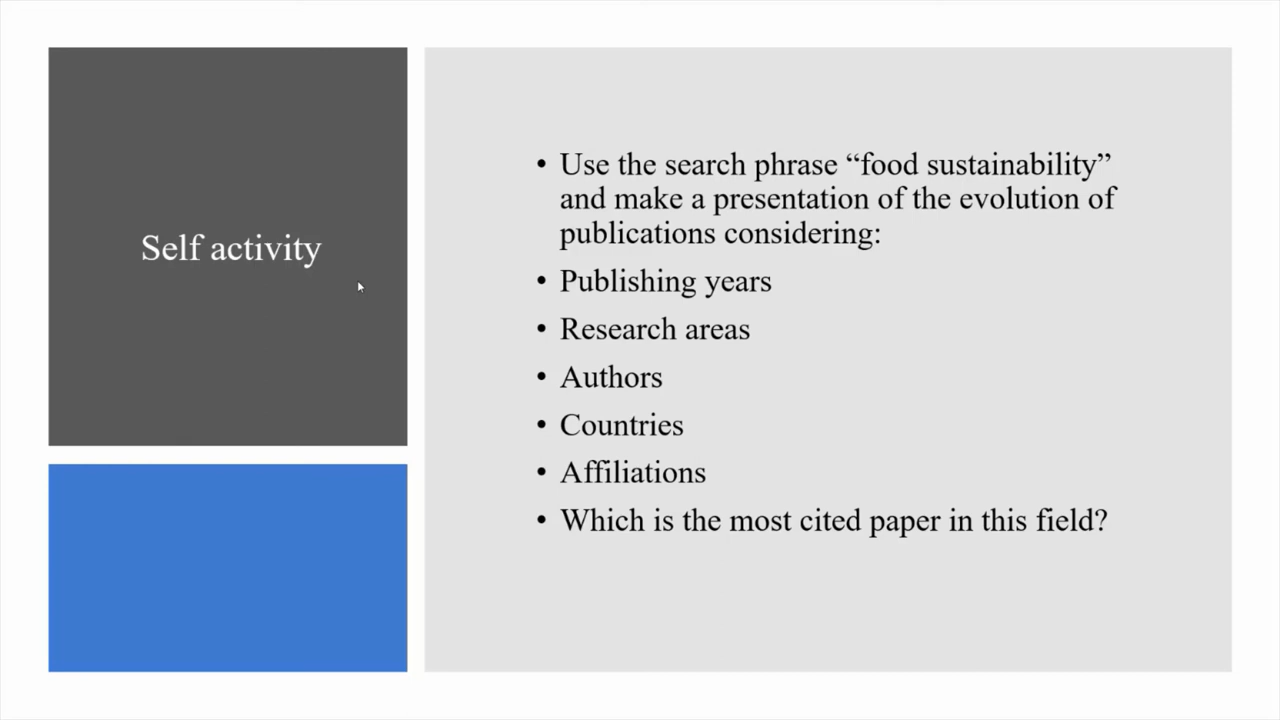 Self activity
• Use the search phrase “food sustainability”
and make a presentation of the evolution of
publications considering:
• Publishing years
• Research areas
• Authors
• Countries
• Affiliations
• Which is the most cited paper in this field?